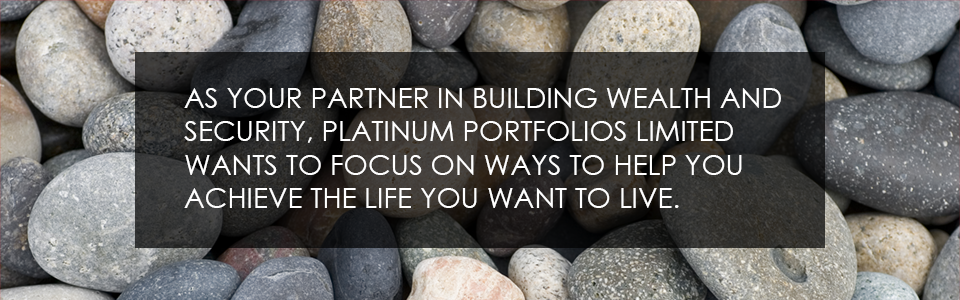 AS YOUR PARTNER IN BUILDING WEALTH AND
SECURITY, PLATINUM PORTFOLIOS LIMITED
WANTS TO FOCUS ON WAYS TO HELP YOU
ACHIEVE THE LIFE YOU WANT TO LIVE.